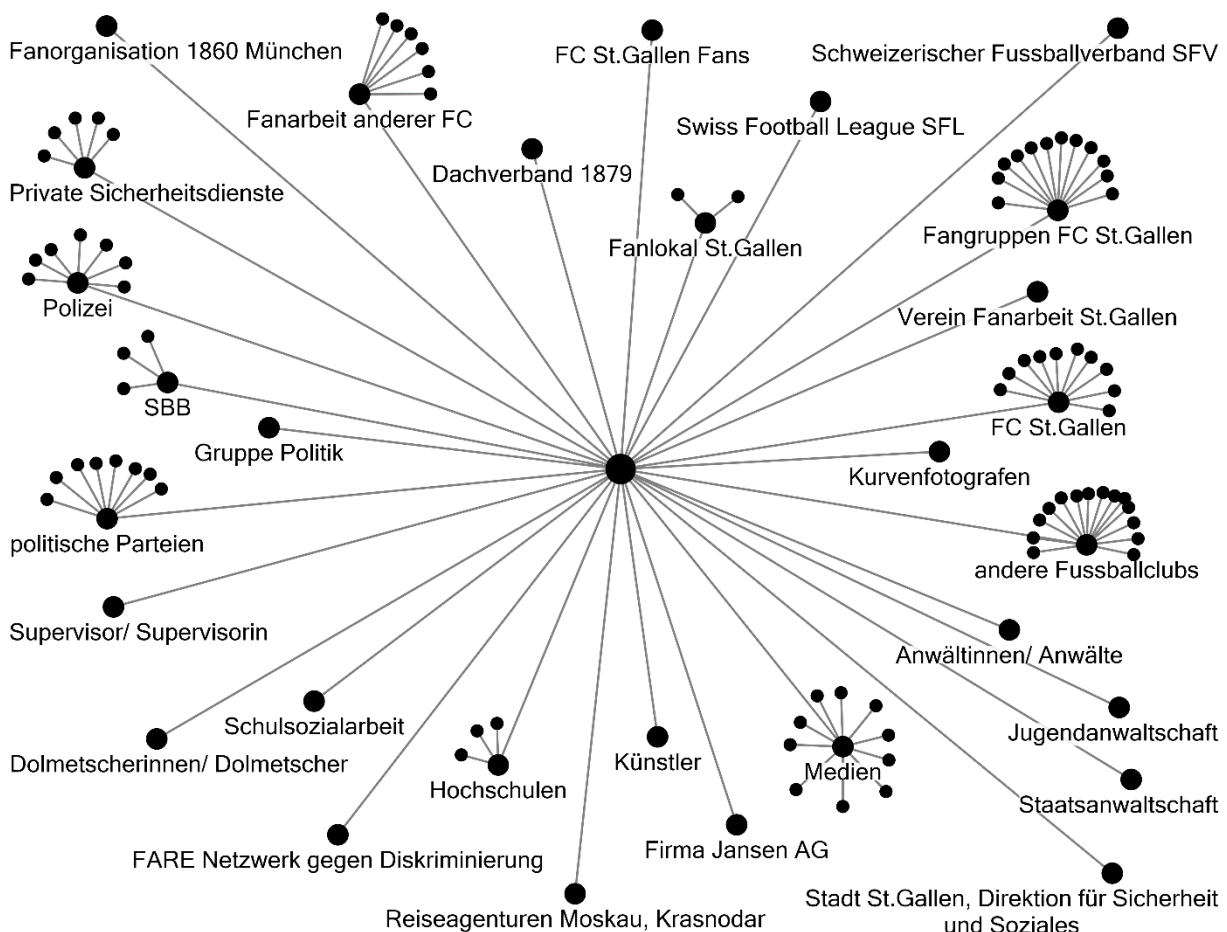 Fanorganisation 1860 München
FC St.Gallen Fans
Schweizerischer Fussballverband SFV
Fanarbeit anderer FC
Swiss Football League SFL
Dachverband 1879
Private Sicherheitsdienste
Fanlokal St.Gallen
Fangruppen FC St.Gallen
Polizei
Verein Fanarbeit St.Gallen
SBB
FC St.Gallen
Gruppe Politik
Kurvenfotografen
politische Parteien
andere Fussballclubs
Supervisor/ Supervisorin
Anwältinnen/ Anwälte
Schulsozialarbeit
Jugendanwaltschaft
Dolmetscherinnen/ Dolmetscher
Künstler
Medien
Hochschulen
Staatsanwaltschaft
FARE Netzwerk gegen Diskriminierung
Firma Jansen AG
Reiseagenturen Moskau, Krasnodar
Stadt St.Gallen, Direktion für Sicherheit
und Soziales